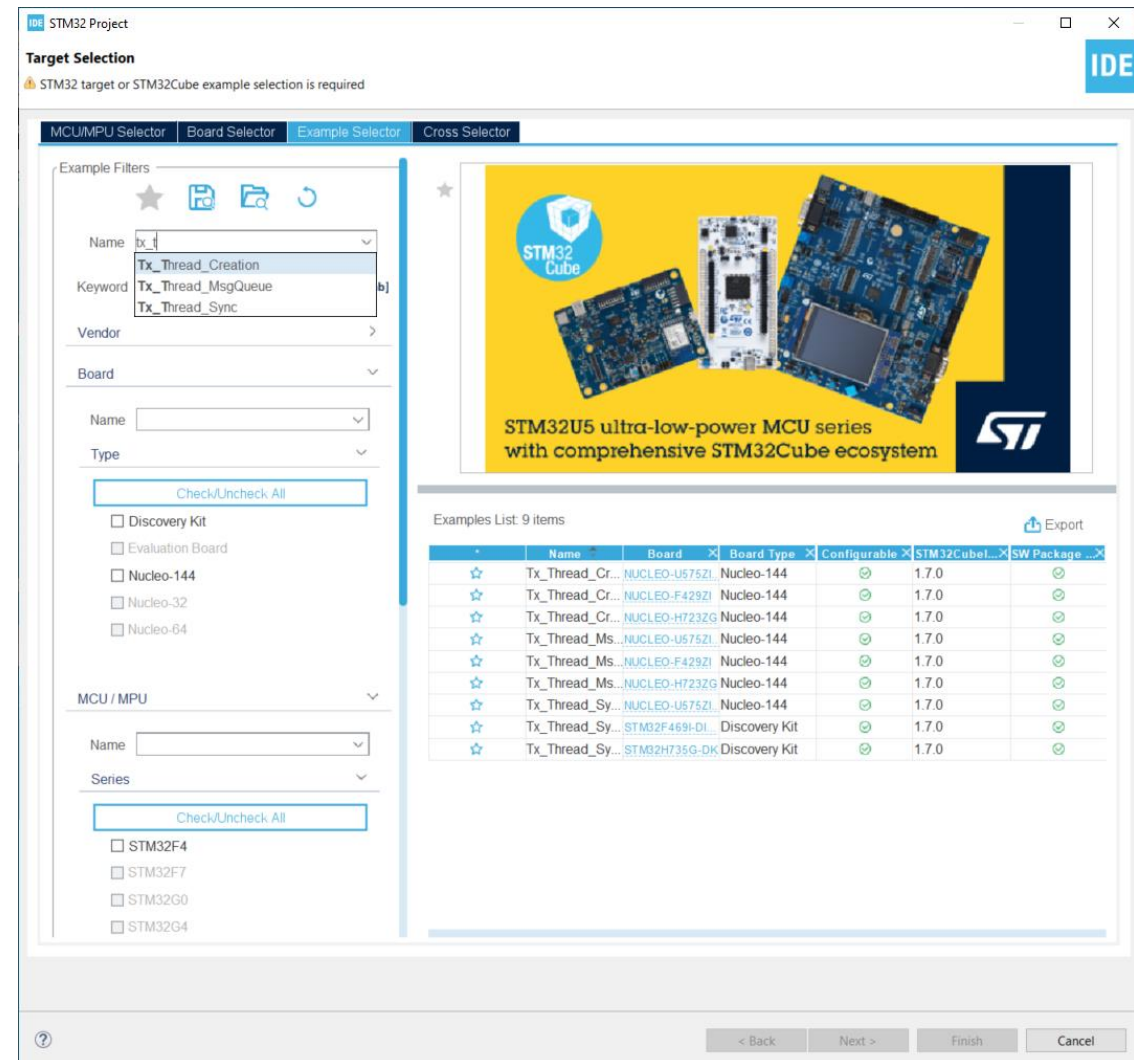 IDE STM32 Project
Target Selection
STM32 target or STM32Cube example selection is required
IDE
MCU/MPU Selector Board Selector Example Selector Cross Selector
Example Filters
Name tx_t
Tx_Thread_Creation
Keyword Tx_Thread_MsgQueue b]
Tx_Thread_Sync
Vendor
Board
Name
Type
Check/Uncheck All
Discovery Kit
Evaluation Board
Nucleo-144
Nucleo-32
Nucleo-64
MCU / MPU
Name
Series
Check/Uncheck All
STM32F4
STM32F7
STM32G0
STM32G4
STM32
Cube
STM32U5 ultra-low-power MCU series
with comprehensive STM32Cube ecosystem
ST
Examples List: 9 items
Export
* Name Board Board Type Configurable STM32CubeI... SW Package ...
Tx_Thread_Cr... NUCLEO-U575ZI... Nucleo-144 1.7.0
Tx_Thread_Cr... NUCLEO-F429ZI Nucleo-144 1.7.0
Tx_Thread_Cr... NUCLEO-H723ZG Nucleo-144 1.7.0
Tx_Thread_Ms... NUCLEO-U575ZI... Nucleo-144 1.7.0
Tx_Thread_Ms... NUCLEO-F429ZI Nucleo-144 1.7.0
Tx_Thread_Ms... NUCLEO-H723ZG Nucleo-144 1.7.0
Tx_Thread_Sy... NUCLEO-U575ZI... Nucleo-144 1.7.0
Tx_Thread_Sy... STM32F469I-DI... Discovery Kit 1.7.0
Tx_Thread_Sy... STM32H735G-DK Discovery Kit 1.7.0
< Back Next > Finish Cancel